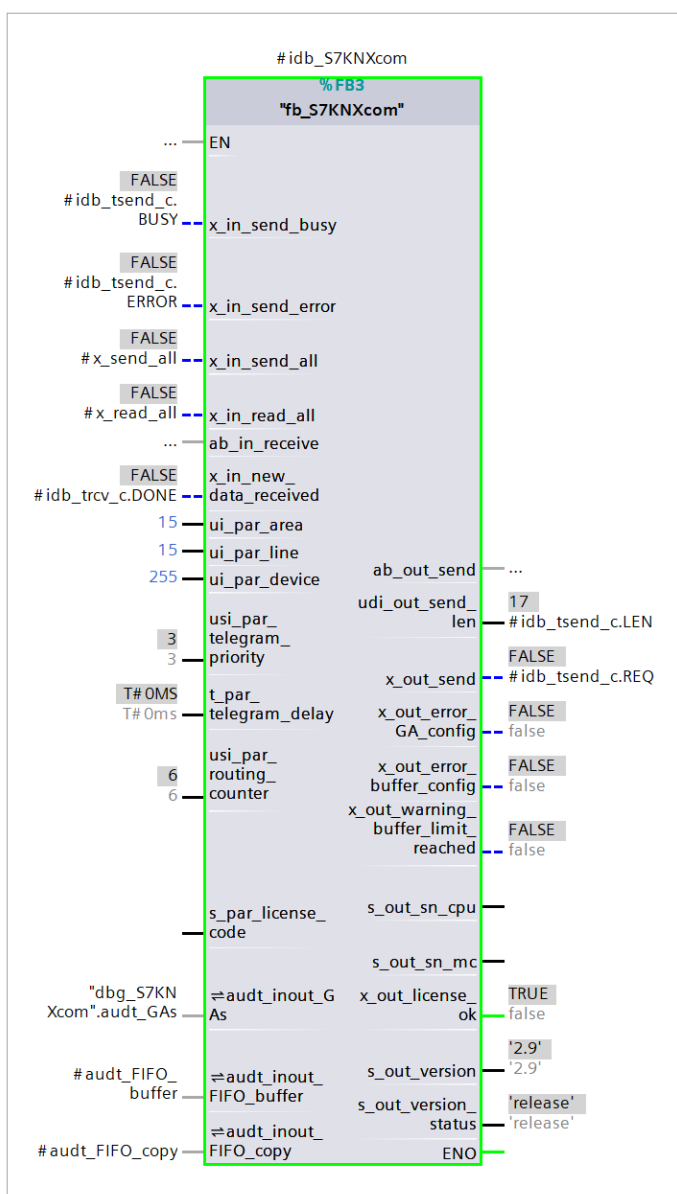 #idb_S7KNXcom
%FB3
"fb_S7KNXcom"
... EN
FALSE
#idb_tsend_c.
BUSY x_in_send_busy
FALSE
#idb_tsend_c.
ERROR x_in_send_error
FALSE
#x_send_all x_in_send_all
FALSE
#x_read_all x_in_read_all
... ab_in_receive
FALSE x_in_new_
#idb_trcv_c.DONE data_received
15 ui_par_area
15 ui_par_line
255 ui_par_device
usi_par_
telegram_
3 priority
3
T#0MS t_par_
T#0ms telegram_delay
usi_par_
routing_
6 counter
6
s_par_license_
code
"dbg_S7KN
Xcom".audt_GAs
⇌audt_inout_G
As
#audt_FIFO_
buffer
⇌audt_inout_
FIFO_buffer
⇌audt_inout_
#audt_FIFO_copy FIFO_copy
ab_out_send ...
udi_out_send_ 17
len #idb_tsend_c.LEN
FALSE
x_out_send #idb_tsend_c.REQ
x_out_error_ FALSE
GA_config false
x_out_error_ FALSE
buffer_config false
x_out_warning_
buffer_limit_ FALSE
reached false
s_out_sn_cpu
s_out_sn_mc
x_out_license_ TRUE
ok false
'2.9'
s_out_version '2.9'
s_out_version_ 'release'
status 'release'
ENO